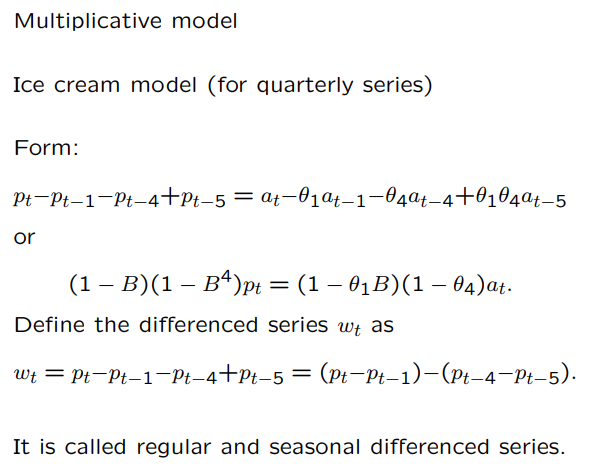 Multiplicative model
Ice cream model (for quarterly series)
Form:
pₜ−pₜ₋₁−pₜ₋₄+pₜ₋₅ = aₜ−θ₁aₜ₋₁−θ₄aₜ₋₄+θ₁θ₄aₜ₋₅
or
(1 − B)(1 − B⁴)pₜ = (1 − θ₁B)(1 − θ₄)aₜ.
Define the differenced series wₜ as
wₜ = pₜ−pₜ₋₁−pₜ₋₄+pₜ₋₅ = (pₜ−pₜ₋₁)−(pₜ₋₄−pₜ₋₅).
It is called regular and seasonal differenced series.